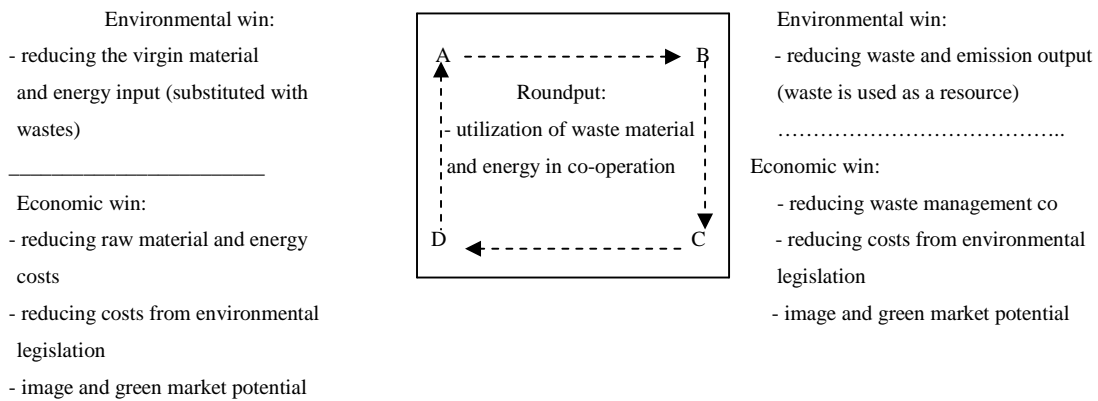 Environmental win:
- reducing the virgin material
and energy input (substituted with
wastes)
________________________
Economic win:
- reducing raw material and energy
costs
- reducing costs from environmental
legislation
- image and green market potential
A
B
Roundput:
- utilization of waste material
and energy in co-operation
D
C
Environmental win:
- reducing waste and emission output
(waste is used as a resource)
…………………………………..
Economic win:
- reducing waste management co
- reducing costs from environmental
legislation
- image and green market potential